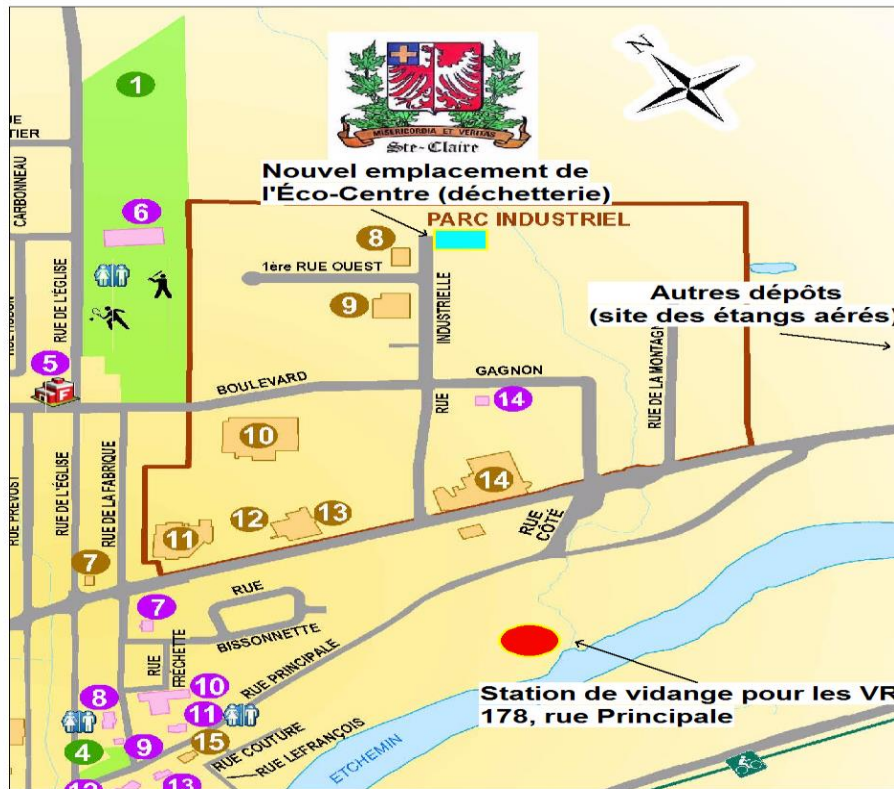 N
1
MISERICORDIA ET VERITAS
Ste-Claire
TIER
CARBONNEAU
Nouvel emplacement de
l'Éco-Centre (déchetterie)
PARC INDUSTRIEL
6
8
1ère RUE OUEST
RUE DE L'ÉGLISE
9
INDUSTRIELLE
Autres dépôts
(site des étangs aérés)
RUE DE LA MONTAGN
5
F
BOULEVARD
GAGNON
14
RUE
10
14
RUE PRÉVOST
RUE DE L'ÉGLISE
RUE DE LA FABRIQUE
12
13
11
RUE CÔTÉ
7
7
RUE
BISSONNETTE
RUE
FRÉCHETTE
RUE PRINCIPALE
10
8
11
Station de vidange pour les VR
178, rue Principale
9
4
15
RUE COUTURE
RUE LEFRANÇOIS
ETCHEMIN
13
12